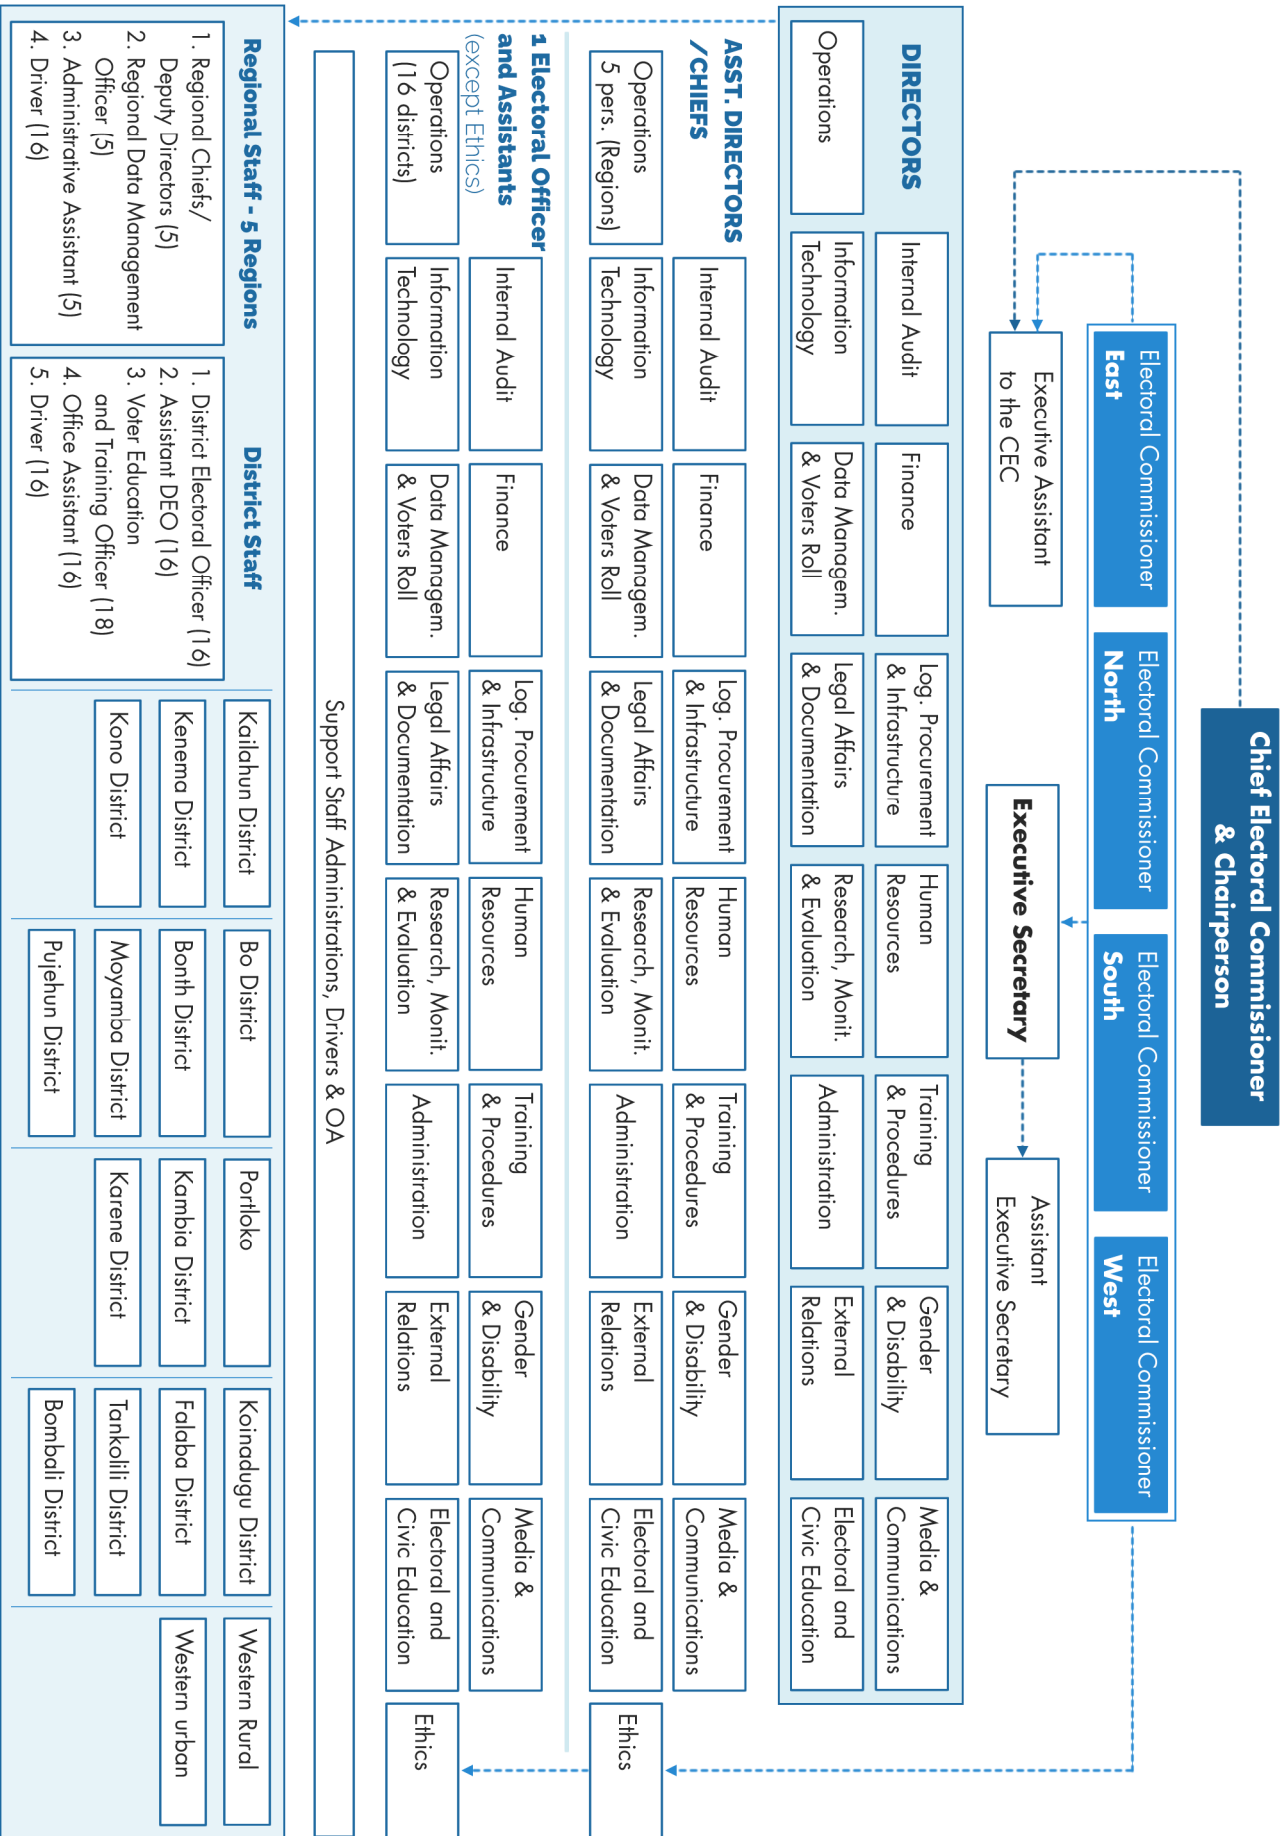 Chief Electoral Commissioner
& Chairperson
Electoral Commissioner
East
Electoral Commissioner
North
Electoral Commissioner
South
Electoral Commissioner
West
Executive Assistant
to the CEC
Executive Secretary
Assistant
Executive Secretary
DIRECTORS
Internal Audit
Finance
Log. Procurement
& Infrastructure
Human
Resources
Training
& Procedures
Gender
& Disability
Media &
Communications
Operations
Information
Technology
Data Managem.
& Voters Roll
Legal Affairs
& Documentation
Research, Monit.
& Evaluation
Administration
External
Relations
Electoral and
Civic Education
ASST. DIRECTORS
/CHIEFS
Internal Audit
Finance
Log. Procurement
& Infrastructure
Human
Resources
Training
& Procedures
Gender
& Disability
Media &
Communications
Operations
5 pers. (Regions)
Information
Technology
Data Managem.
& Voters Roll
Legal Affairs
& Documentation
Research, Monit.
& Evaluation
Administration
External
Relations
Electoral and
Civic Education
Ethics
1 Electoral Officer
and Assistants
(except Ethics)
Internal Audit
Finance
Log. Procurement
& Infrastructure
Human
Resources
Training
& Procedures
Gender
& Disability
Media &
Communications
Operations
(16 districts)
Information
Technology
Data Managem.
& Voters Roll
Legal Affairs
& Documentation
Research, Monit.
& Evaluation
Administration
External
Relations
Electoral and
Civic Education
Ethics
Support Staff Administrations, Drivers & OA
Regional Staff - 5 Regions
1. Regional Chiefs/
Deputy Directors (5)
2. Regional Data Management
Officer (5)
3. Administrative Assistant (5)
4. Driver (16)
District Staff
1. District Electoral Officer (16)
2. Assistant DEO (16)
3. Voter Education
and Training Officer (18)
4. Office Assistant (16)
5. Driver (16)
Kailahun District
Kenema District
Kono District
Bo District
Bonth District
Moyamba District
Pujehun District
Portloko
Kambia District
Karene District
Koinadugu District
Falaba District
Tankolili District
Bombali District
Western Rural
Western urban